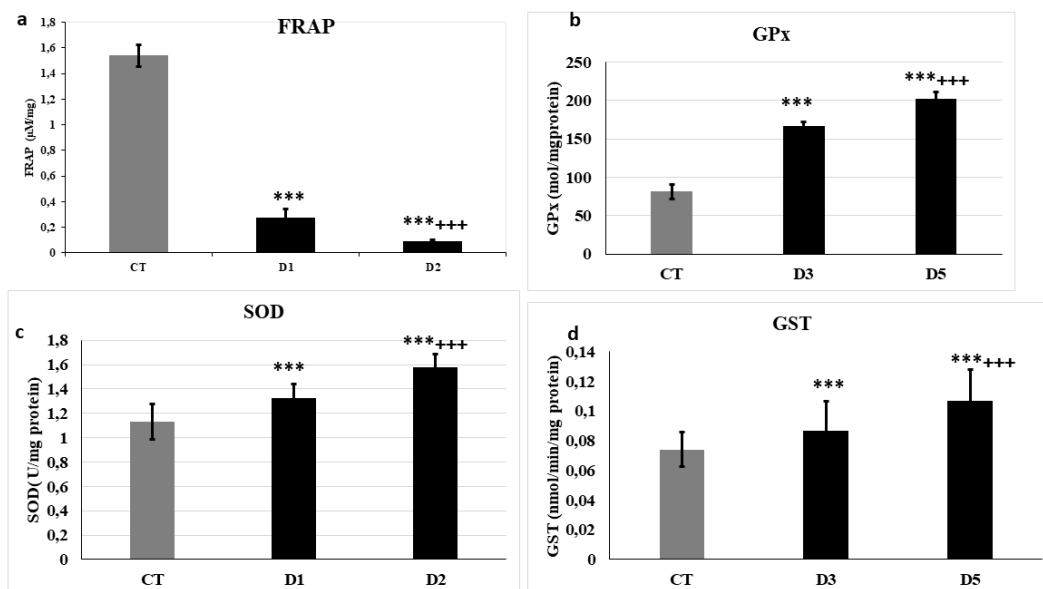 a
FRAP
FRAP (µM/mg)
1,8
1,6
1,4
1,2
1
0,8
0,6
0,4
0,2
0
***
***+++
CT D1 D2
b
GPx
GPx (mol/mgprotein)
250
200
150
100
50
0
***
***+++
CT D3 D5
c
SOD
SOD( U/mg protein)
1,8
1,6
1,4
1,2
1
0,8
0,6
0,4
0,2
0
***
***+++
CT D1 D2
d
GST
GST (nmol/min/mg protein)
0,14
0,12
0,1
0,08
0,06
0,04
0,02
0
***
***+++
CT D3 D5